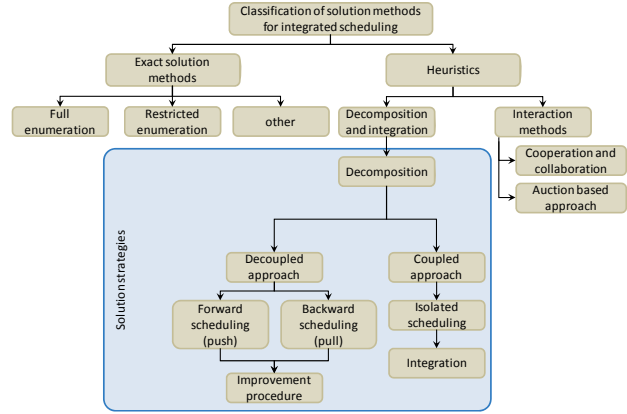 Classification of solution methods
for integrated scheduling
Exact solution
methods
Heuristics
Full
enumeration
Restricted
enumeration
other
Decomposition
and integration
Interaction
methods
Cooperation and
collaboration
Auction based
approach
Solution strategies
Decomposition
Decoupled
approach
Coupled
approach
Forward
scheduling
(push)
Backward
scheduling
(pull)
Isolated
scheduling
Integration
Improvement
procedure